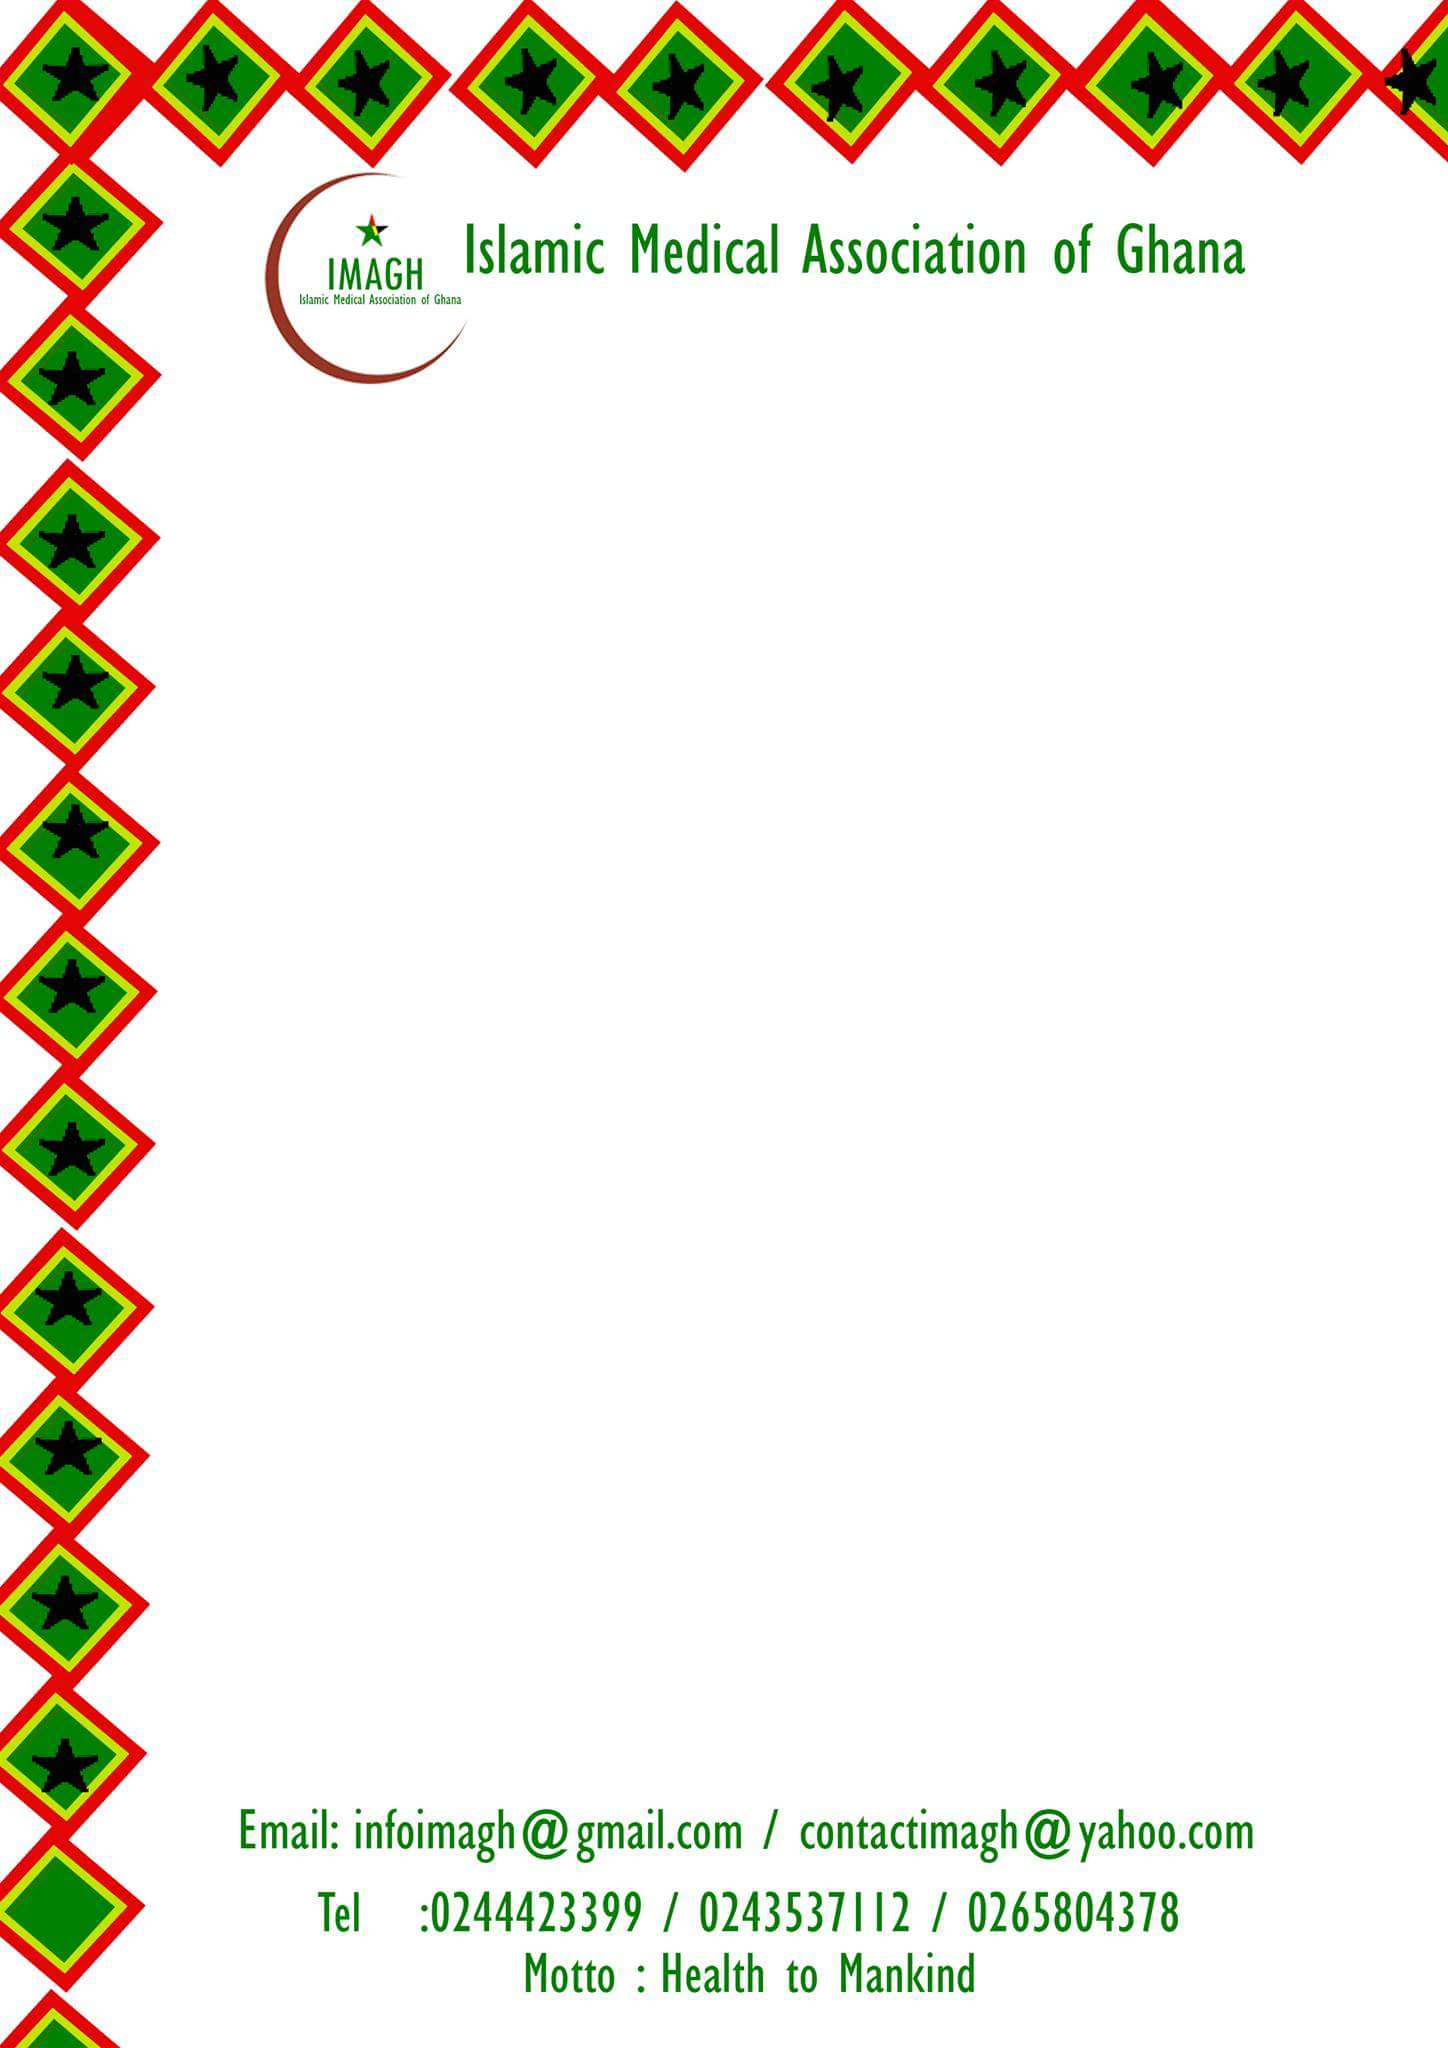 IMAGH
Islamic Medical Association of Ghana
Islamic Medical Association of Ghana
Email: infoimagh@gmail.com / contactimagh@yahoo.com
Tel :0244423399 / 0243537112 / 0265804378
Motto : Health to Mankind